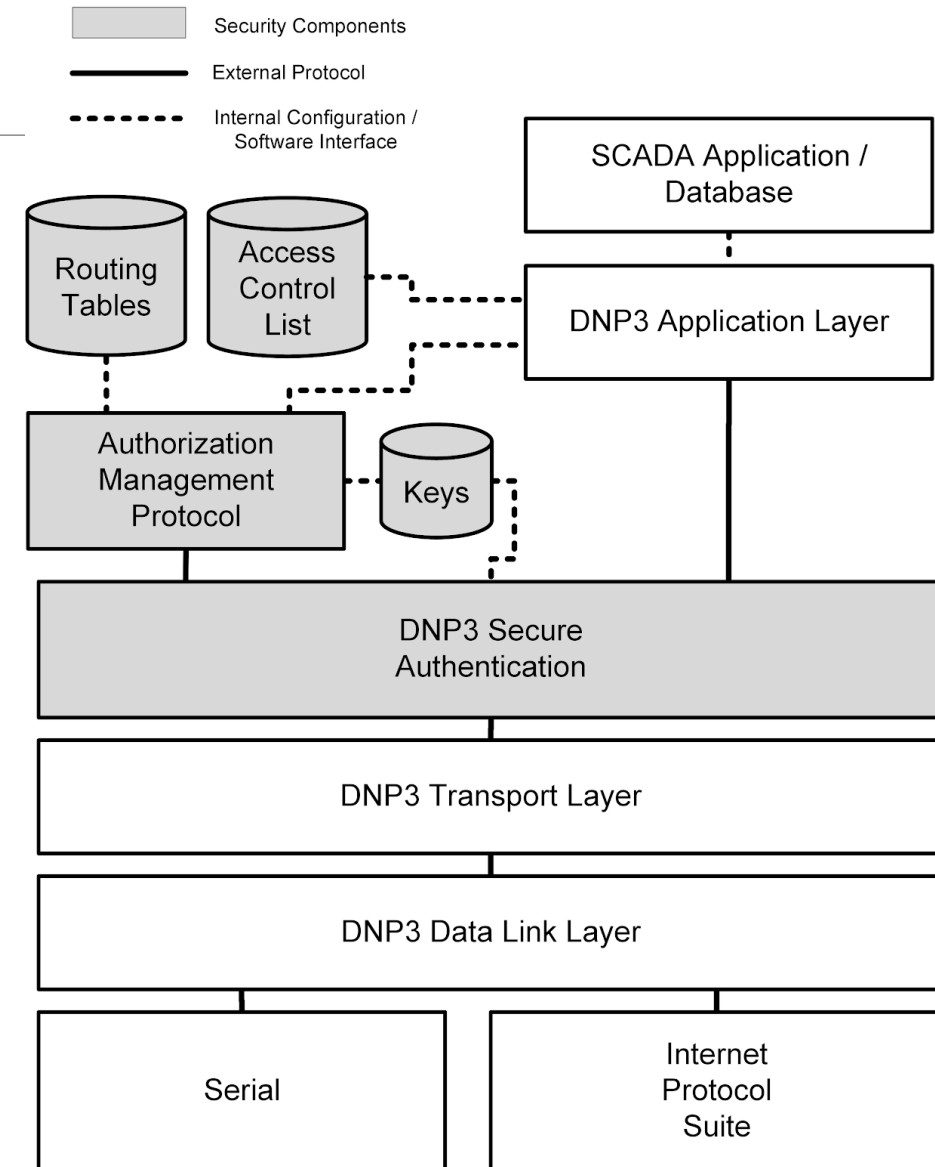 Security Components
External Protocol
Internal Configuration /
Software Interface
SCADA Application /
Database
Routing
Tables
Access
Control
List
DNP3 Application Layer
Authorization
Management
Protocol
Keys
DNP3 Secure
Authentication
DNP3 Transport Layer
DNP3 Data Link Layer
Serial
Internet
Protocol
Suite